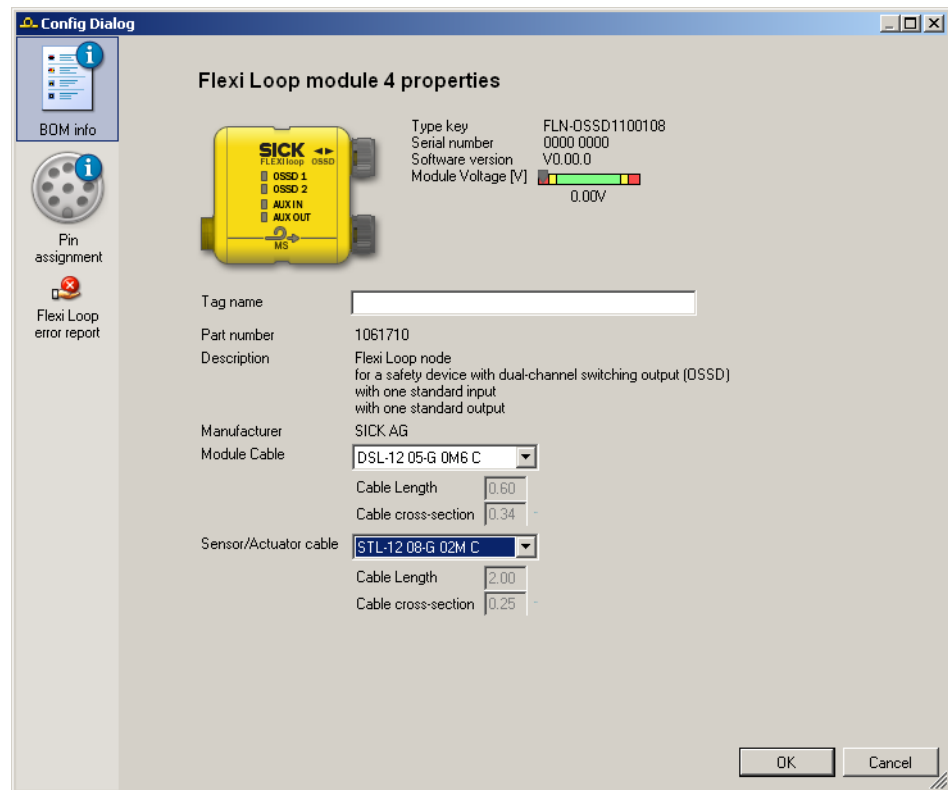 Config Dialog
BOM info
Pin
assignment
Flexi Loop
error report
Flexi Loop module 4 properties
SICK
FLEXI loop OSSD
OSSD 1
OSSD 2
AUX IN
AUX OUT
MS
Type key FLN-OSSD1100108
Serial number 0000 0000
Software version V0.00.0
Module Voltage [V]
0.00V
Tag name
Part number 1061710
Description Flexi Loop node
for a safety device with dual-channel switching output (OSSD)
with one standard input
with one standard output
Manufacturer SICK AG
Module Cable DSL-12 05-G 0M6 C
Cable Length 0.60
Cable cross-section 0.34
Sensor/Actuator cable STL-12 08-G 02M C
Cable Length 2.00
Cable cross-section 0.25
OK Cancel